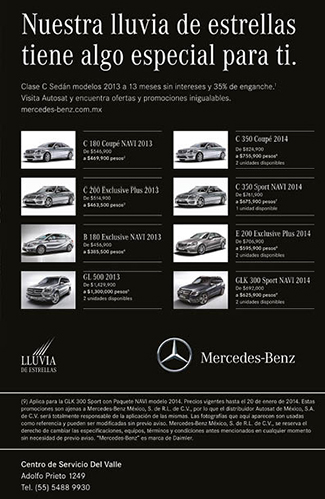 Nuestra lluvia de estrellas
tiene algo especial para ti.
Clase C Sedán modelos 2013 a 13 meses sin intereses y 35% de enganche.¹
Visita Autosat y encuentra ofertas y promociones inigualables.
mercedes-benz.com.mx
C 180 Coupé NAVI 2013
De $546,900
a $469,900 pesos²
C 350 Coupé 2014
De $824,900
a $755,900 pesos⁶
2 unidades disponibles
C 200 Exclusive Plus 2013
De $514,900
a $463,500 pesos³
C 350 Sport NAVI 2014
De $761,900
a $675,900 pesos⁷
1 unidad disponible
B 180 Exclusive NAVI 2013
De $456,900
a $385,500 pesos⁴
E 200 Exclusive Plus 2014
De $706,900
a $595,900 pesos⁸
2 unidades disponibles
GL 500 2013
De $1,429,900
a $1,300,000 pesos⁵
2 unidades disponibles
GLK 300 Sport NAVI 2014
De $692,000
a $625,900 pesos⁹
2 unidades disponibles
LLUVIA
DE ESTRELLAS
Mercedes-Benz
(9) Aplica para la GLK 300 Sport con Paquete NAVI modelo 2014. Precios vigentes hasta el 20 de enero de 2014. Estas
promociones son ajenas a Mercedes-Benz México, S. de R.L. de C.V., por lo que el distribuidor Autosat de México, S.A.
de C.V. será totalmente responsable de la aplicación de las mismas. Las fotografías que aquí aparecen son usadas
como referencia y pueden ser modificadas sin previo aviso. Mercedes-Benz México, S. de R.L. de C.V., se reserva el
derecho de cambiar las especificaciones, equipos, términos y condiciones antes mencionados en cualquier momento
sin necesidad de previo aviso. "Mercedes-Benz" es marca de Daimler.
Centro de Servicio Del Valle
Adolfo Prieto 1249
Tel. (55) 5488 9930